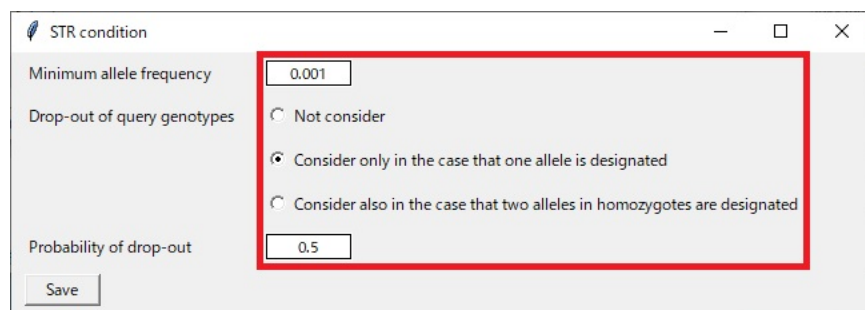 STR condition
Minimum allele frequency 0.001
Drop-out of query genotypes Not consider
Consider only in the case that one allele is designated
Consider also in the case that two alleles in homozygotes are designated
Probability of drop-out 0.5
Save